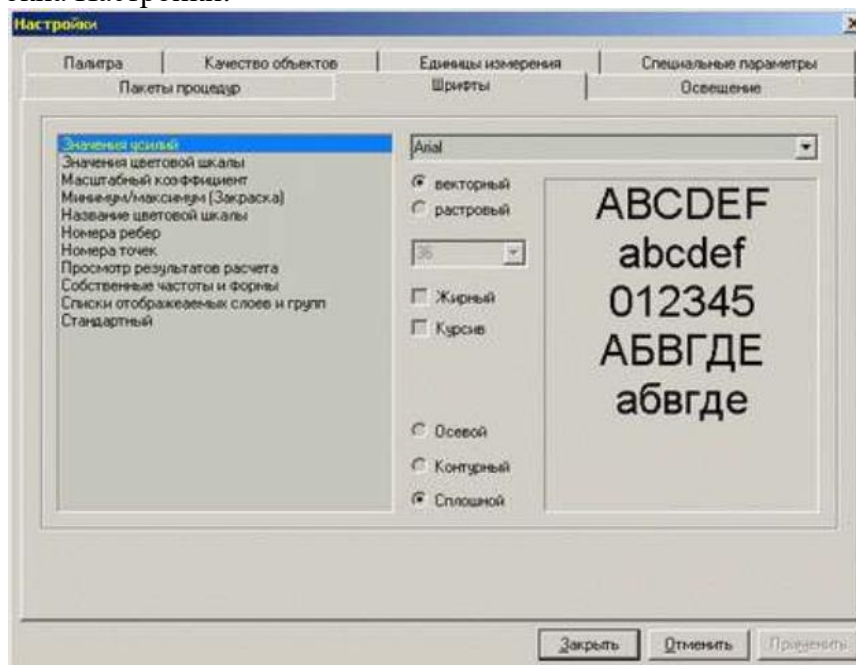 окна Настройки.
Настройки
Палитра Качество объектов Единицы измерения Специальные параметры
Пакеты процедур Шрифты Освещение
Значения усилий
Значения цветовой шкалы
Масштабный коэффициент
Минимум/максимум (Закраска)
Название цветовой шкалы
Номера ребер
Номера точек
Просмотр результатов расчета
Собственные частоты и формы
Списки отображаемых слоев и групп
Стандартный
Arial
векторный
растровый
36
Жирный
Курсив
Осевой
Контурный
Сплошной
ABCDEF
abcdef
012345
АБВГДЕ
абвгде
Закрыть Отменить Применить